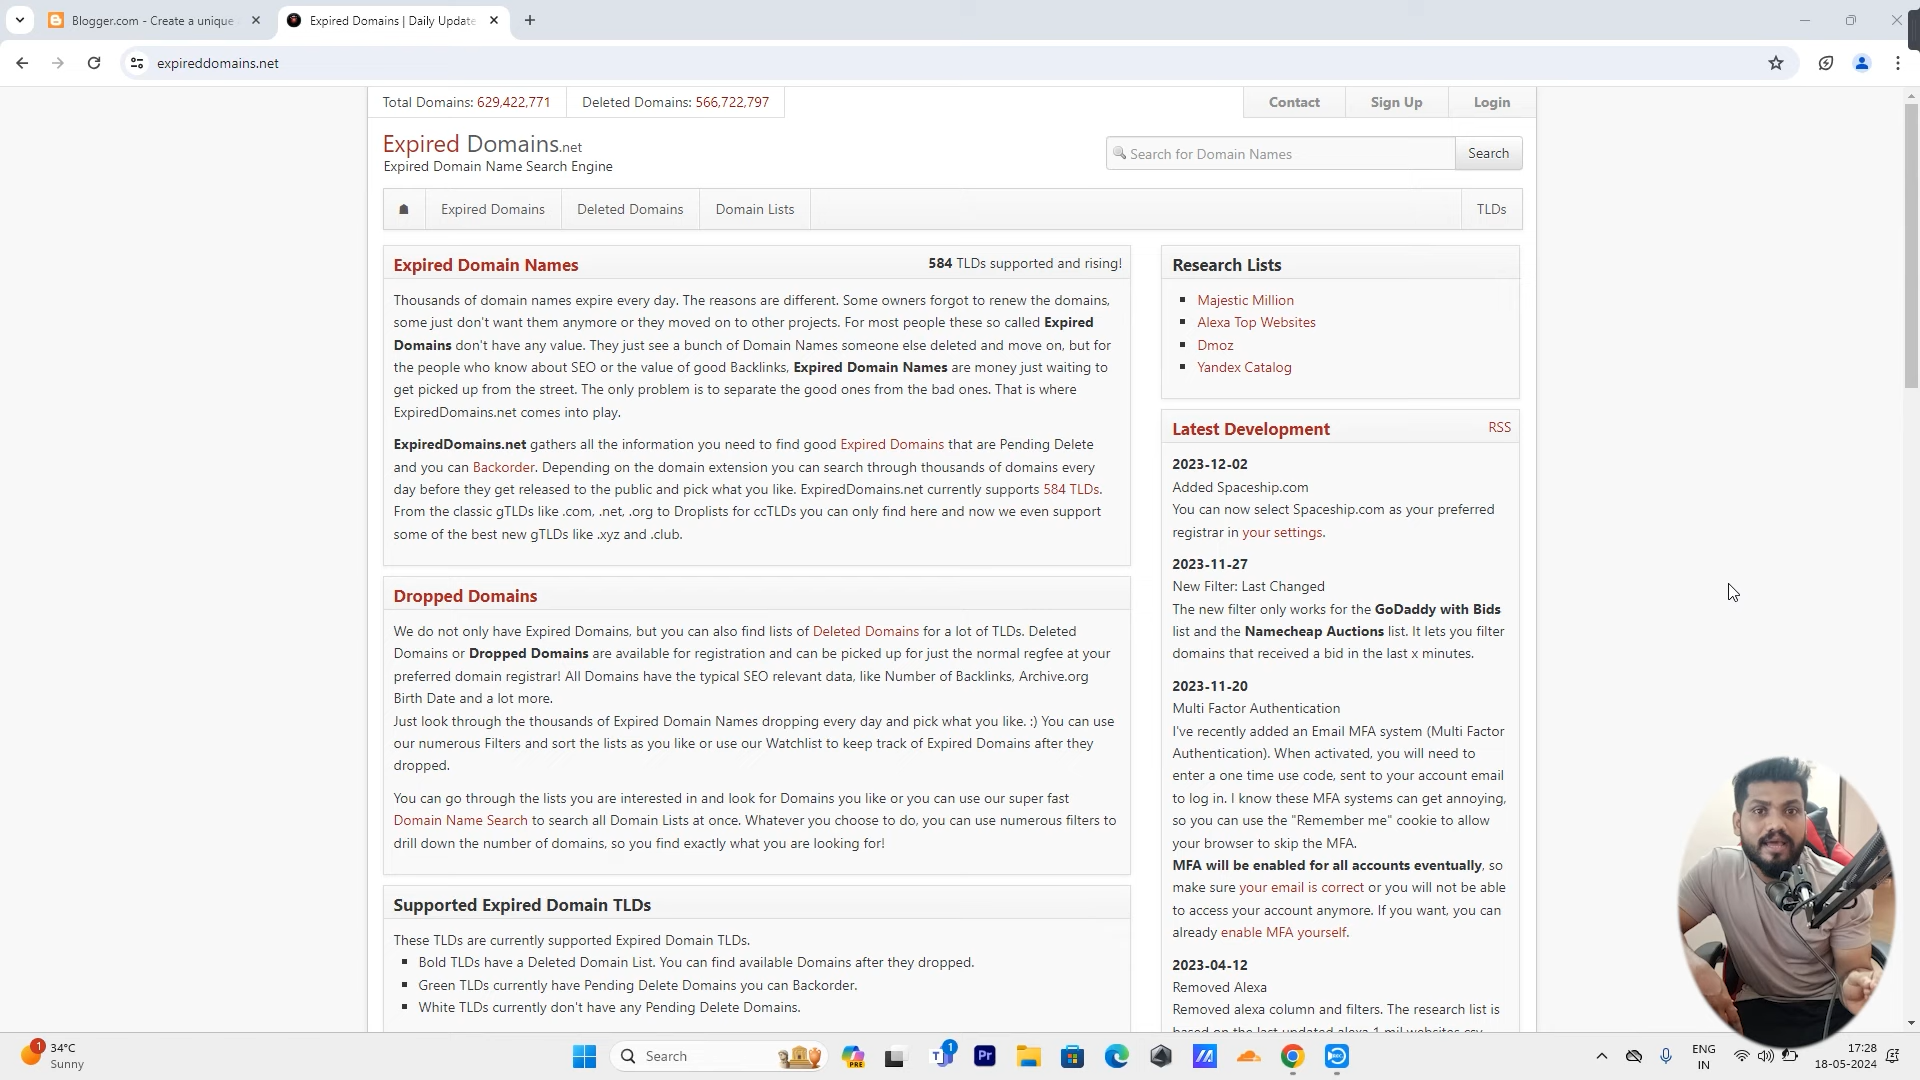 Blogger.com - Create a unique
Expired Domains | Daily Update
expireddomains.net
Total Domains: 629,422,771
Deleted Domains: 566,722,797
Contact
Sign Up
Login
Expired Domains.net
Expired Domain Name Search Engine
Search for Domain Names
Search
Expired Domains
Deleted Domains
Domain Lists
TLDs
Expired Domain Names
584 TLDs supported and rising!
Thousands of domain names expire every day. The reasons are different. Some owners forgot to renew the domains,
some just don't want them anymore or they moved on to other projects. For most people these so called Expired
Domains don't have any value. They just see a bunch of Domain Names someone else deleted and move on, but for
the people who know about SEO or the value of good Backlinks, Expired Domain Names are money just waiting to
get picked up from the street. The only problem is to separate the good ones from the bad ones. That is where
ExpiredDomains.net comes into play.
ExpiredDomains.net gathers all the information you need to find good Expired Domains that are Pending Delete
and you can Backorder. Depending on the domain extension you can search through thousands of domains every
day before they get released to the public and pick what you like. ExpiredDomains.net currently supports 584 TLDs.
From the classic gTLDs like .com, .net, .org to Droplists for ccTLDs you can only find here and now we even support
some of the best new gTLDs like .xyz and .club.
Dropped Domains
We do not only have Expired Domains, but you can also find lists of Deleted Domains for a lot of TLDs. Deleted
Domains or Dropped Domains are available for registration and can be picked up for just the normal regfee at your
preferred domain registrar! All Domains have the typical SEO relevant data, like Number of Backlinks, Archive.org
Birth Date and a lot more.
Just look through the thousands of Expired Domain Names dropping every day and pick what you like. :) You can use
our numerous Filters and sort the lists as you like or use our Watchlist to keep track of Expired Domains after they
dropped.
You can go through the lists you are interested in and look for Domains you like or you can use our super fast
Domain Name Search to search all Domain Lists at once. Whatever you choose to do, you can use numerous filters to
drill down the number of domains, so you find exactly what you are looking for!
Supported Expired Domain TLDs
These TLDs are currently supported Expired Domain TLDs.
Bold TLDs have a Deleted Domain List. You can find available Domains after they dropped.
Green TLDs currently have Pending Delete Domains you can Backorder.
White TLDs currently don't have any Pending Delete Domains.
Research Lists
Majestic Million
Alexa Top Websites
Dmoz
Yandex Catalog
Latest Development
RSS
2023-12-02
Added Spaceship.com
You can now select Spaceship.com as your preferred
registrar in your settings.
2023-11-27
New Filter: Last Changed
The new filter only works for the GoDaddy with Bids
list and the Namecheap Auctions list. It lets you filter
domains that received a bid in the last x minutes.
2023-11-20
Multi Factor Authentication
I've recently added an Email MFA system (Multi Factor
Authentication). When activated, you will need to
enter a one time use code, sent to your account email
to log in. I know these MFA systems can get annoying,
so you can use the "Remember me" cookie to allow
your browser to skip the MFA.
MFA will be enabled for all accounts eventually, so
make sure your email is correct or you will not be able
to access your account anymore. If you want, you can
already enable MFA yourself.
2023-04-12
Removed Alexa
Removed alexa column and filters. The research list is
based on the last updated alexa 1 mil websites csv
1
34°C
Sunny
Search
PRE
1
Pr
ENG
IN
17:28
18-05-2024